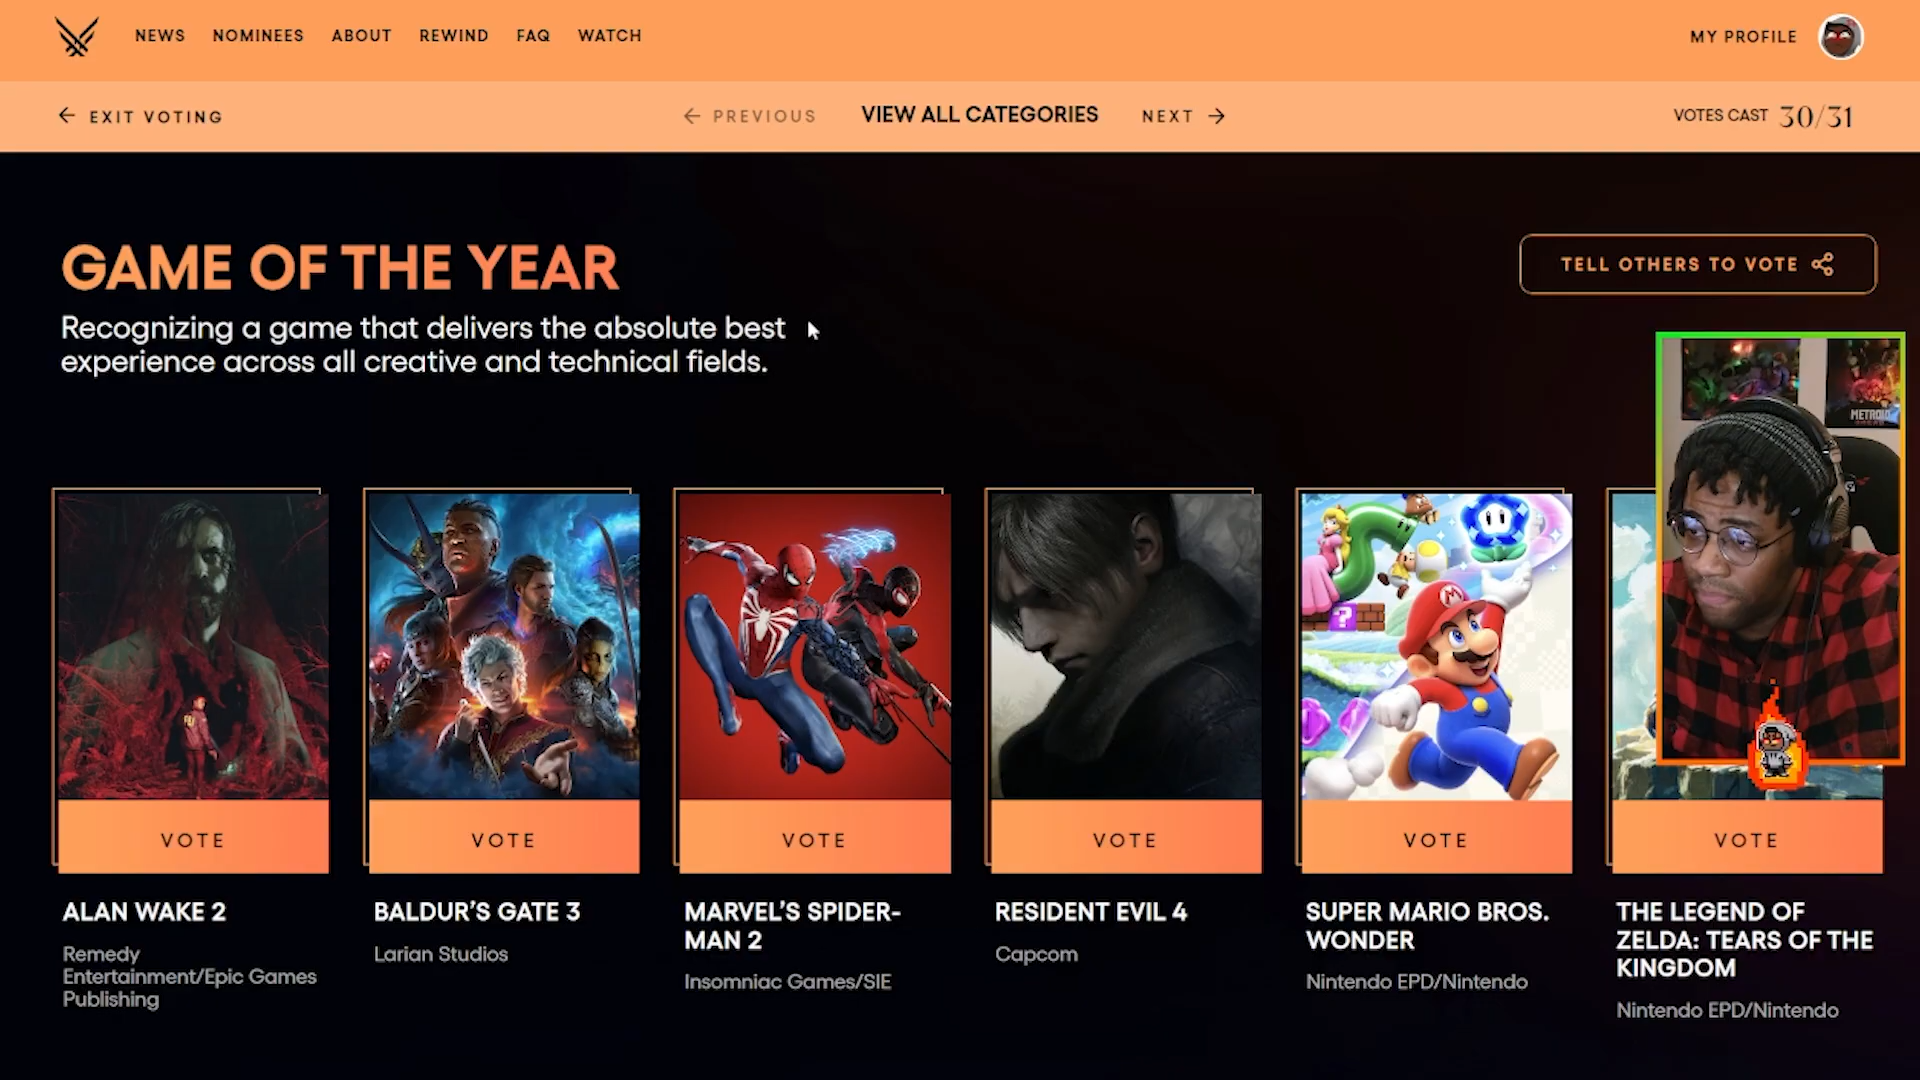 NEWS NOMINEES ABOUT REWIND FAQ WATCH
MY PROFILE
EXIT VOTING
PREVIOUS
VIEW ALL CATEGORIES
NEXT
VOTES CAST 30/31
GAME OF THE YEAR
Recognizing a game that delivers the absolute best
experience across all creative and technical fields.
TELL OTHERS TO VOTE
METROID
VOTE
VOTE
VOTE
VOTE
VOTE
VOTE
ALAN WAKE 2
Remedy
Entertainment/Epic Games
Publishing
BALDUR'S GATE 3
Larian Studios
MARVEL'S SPIDER-
MAN 2
Insomniac Games/SIE
RESIDENT EVIL 4
Capcom
SUPER MARIO BROS.
WONDER
Nintendo EPD/Nintendo
THE LEGEND OF
ZELDA: TEARS OF THE
KINGDOM
Nintendo EPD/Nintendo